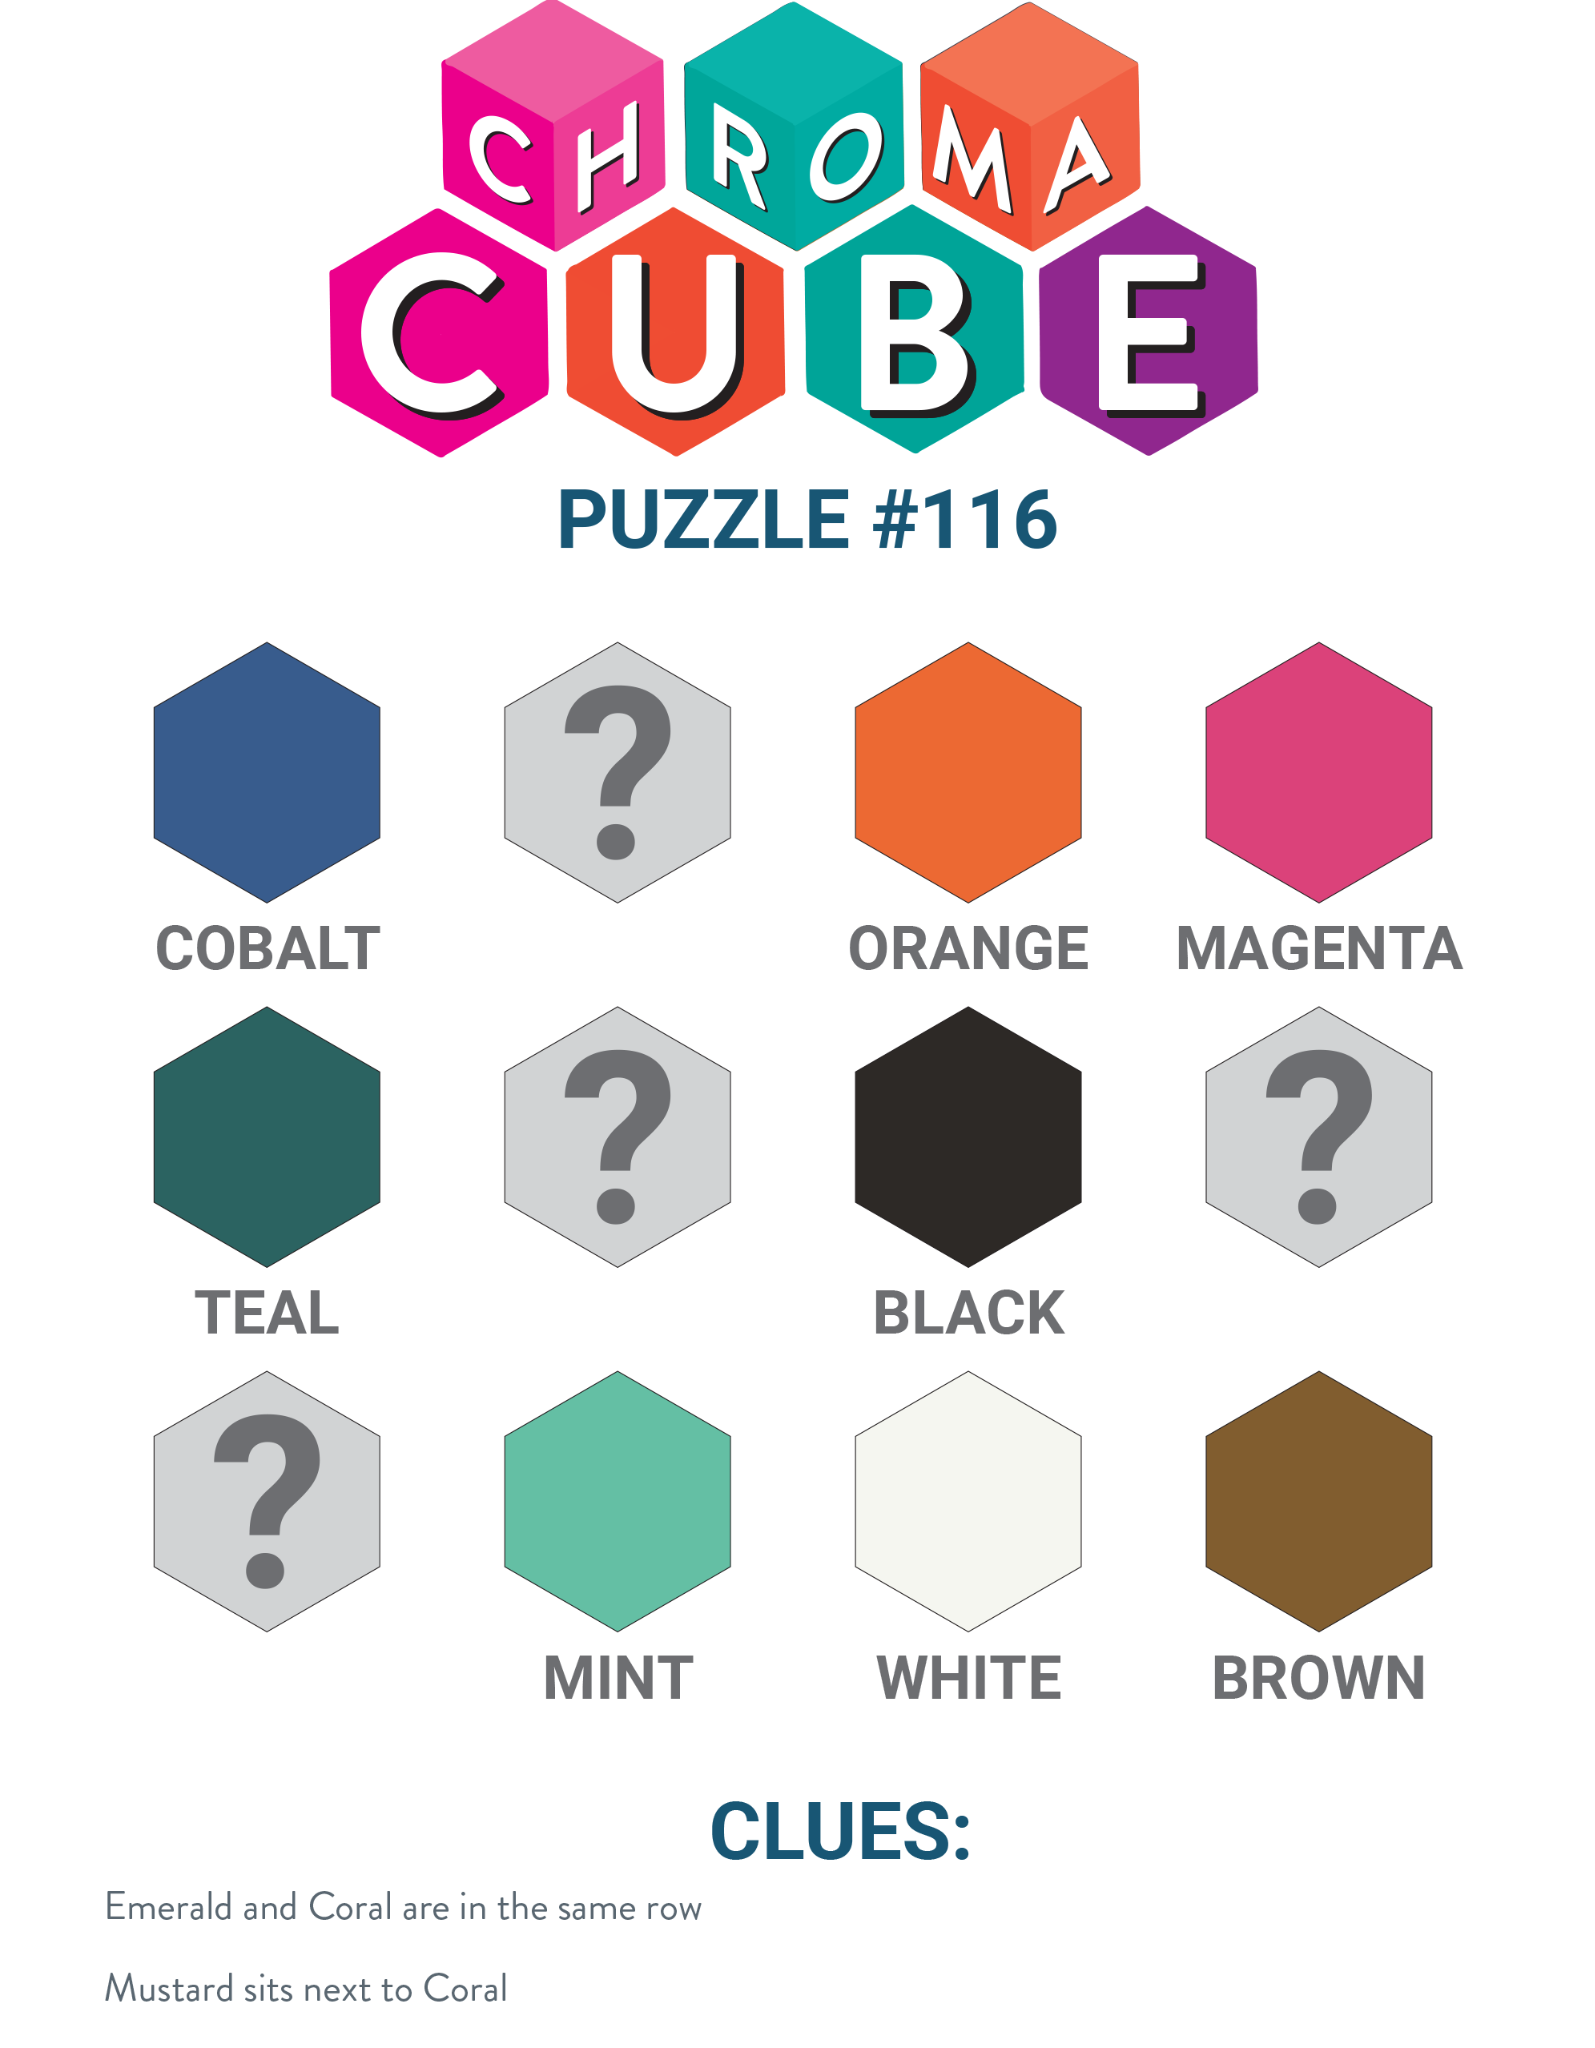 CHROMA
CUBE
PUZZLE #116
?
COBALT ORANGE MAGENTA
? ?
TEAL BLACK
?
MINT WHITE BROWN
CLUES:
Emerald and Coral are in the same row
Mustard sits next to Coral